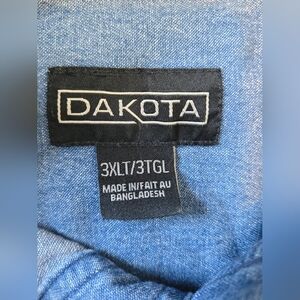 DAKOTA
3XLT/3TGL
MADE IN/FAIT AU
BANGLADESH